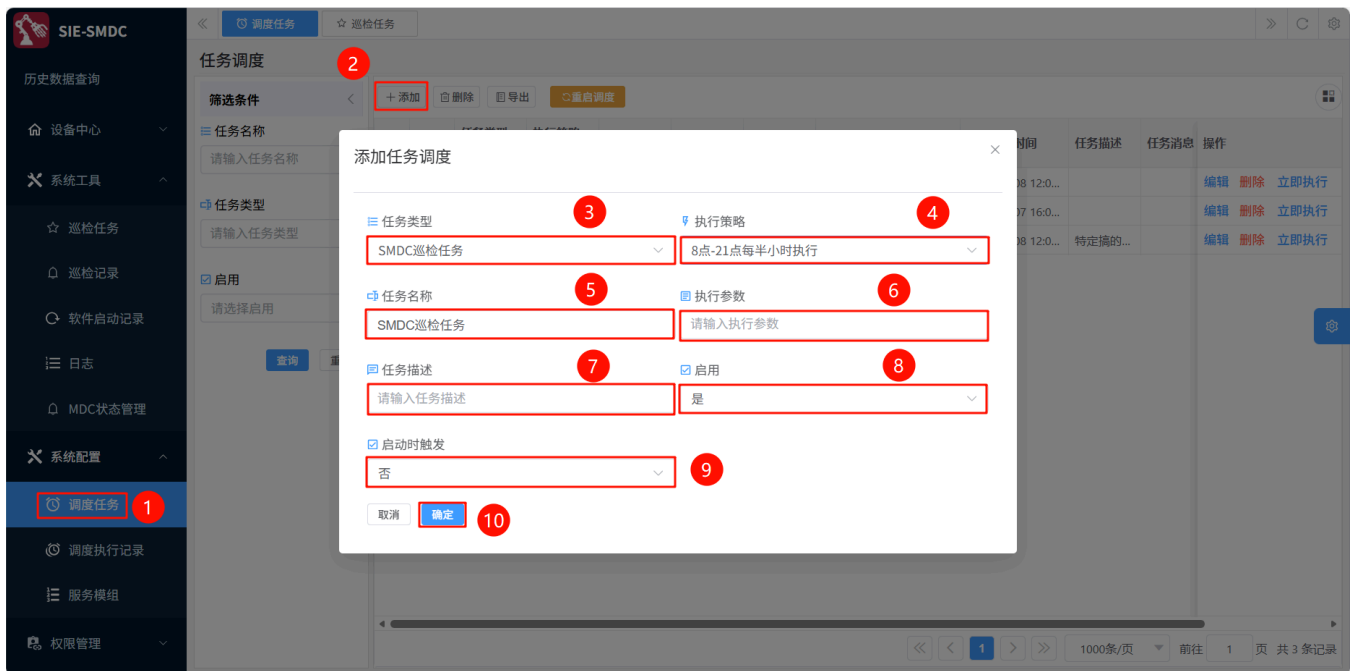 SIE-SMDC
调度任务
巡检任务
历史数据查询
设备中心
系统工具
巡检任务
巡检记录
软件启动记录
日志
MDC状态管理
系统配置
调度任务
1
调度执行记录
服务模组
权限管理
任务调度
2
筛选条件
任务名称
请输入任务名称
任务类型
请输入任务类型
启用
请选择启用
查询
添加 删除 导出 重启调度
时间 任务描述 任务消息 操作
08 12:0... 编辑 删除 立即执行
07 16:0... 编辑 删除 立即执行
08 12:0... 特定搞的... 编辑 删除 立即执行
添加任务调度
任务类型 3
SMDC巡检任务
执行策略 4
8点-21点每半小时执行
任务名称 5
SMDC巡检任务
执行参数 6
请输入执行参数
任务描述 7
请输入任务描述
启用 8
是
启动时触发
否
9
取消 确定 10
1 1000条/页 前往 1 页 共 3 条记录